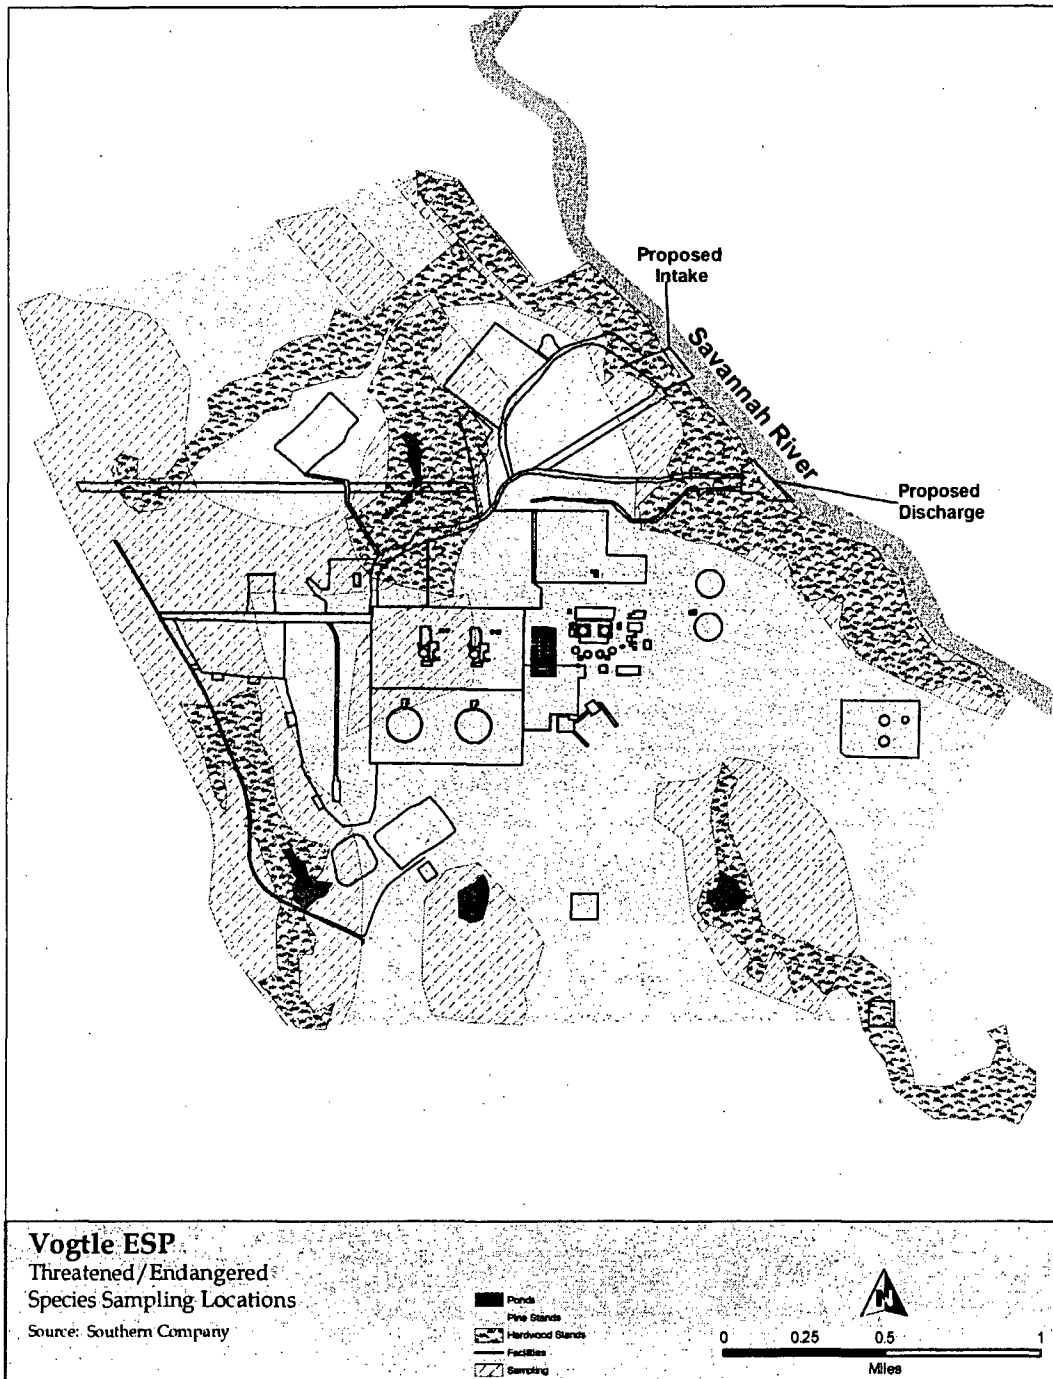 Proposed
Intake
Savannah River
Proposed
Discharge
Vogtle ESP
Threatened/Endangered
Species Sampling Locations
Source: Southern Company
Ponds
Pine Stands
Hardwood Stands
Facilities
Sampling
N
0 0.25 0.5 1
Miles